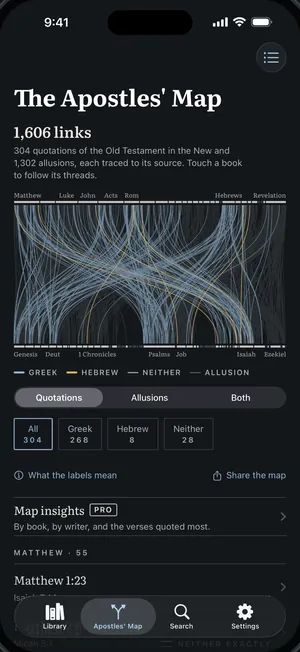 9:41
The Apostles' Map
1,606 links
304 quotations of the Old Testament in the New and
1,302 allusions, each traced to its source. Touch a book
to follow its threads.
Matthew Luke John Acts Rom Hebrews Revelation
Genesis Deut 1 Chronicles Psalms Job Isaiah Ezekiel
GREEK HEBREW NEITHER ALLUSION
Quotations Allusions Both
All Greek Hebrew Neither
304 268 8 28
What the labels mean Share the map
Map insights PRO
By book, by writer, and the verses quoted most.
MATTHEW · 55
Matthew 1:23
Library Apostles' Map Search Settings
NEITHER EXACTLY